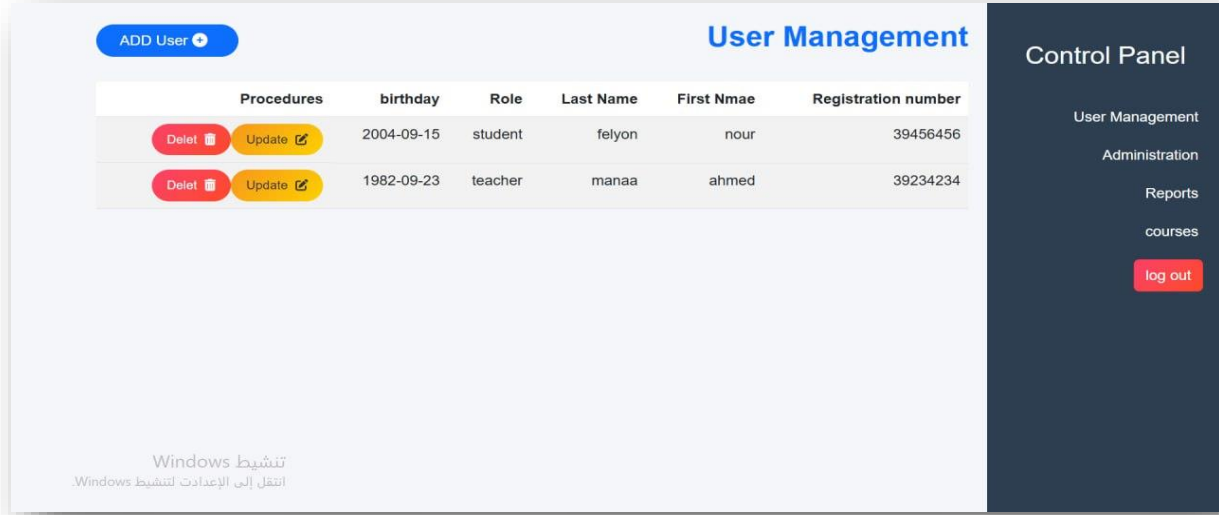 ADD User
User Management
Procedures birthday Role Last Name First Nmae Registration number
Delet Update 2004-09-15 student felyon nour 39456456
Delet Update 1982-09-23 teacher manaa ahmed 39234234
Control Panel
User Management
Administration
Reports
courses
log out
تنشيط Windows
انتقل إلى الإعدادت لتنشيط Windows.